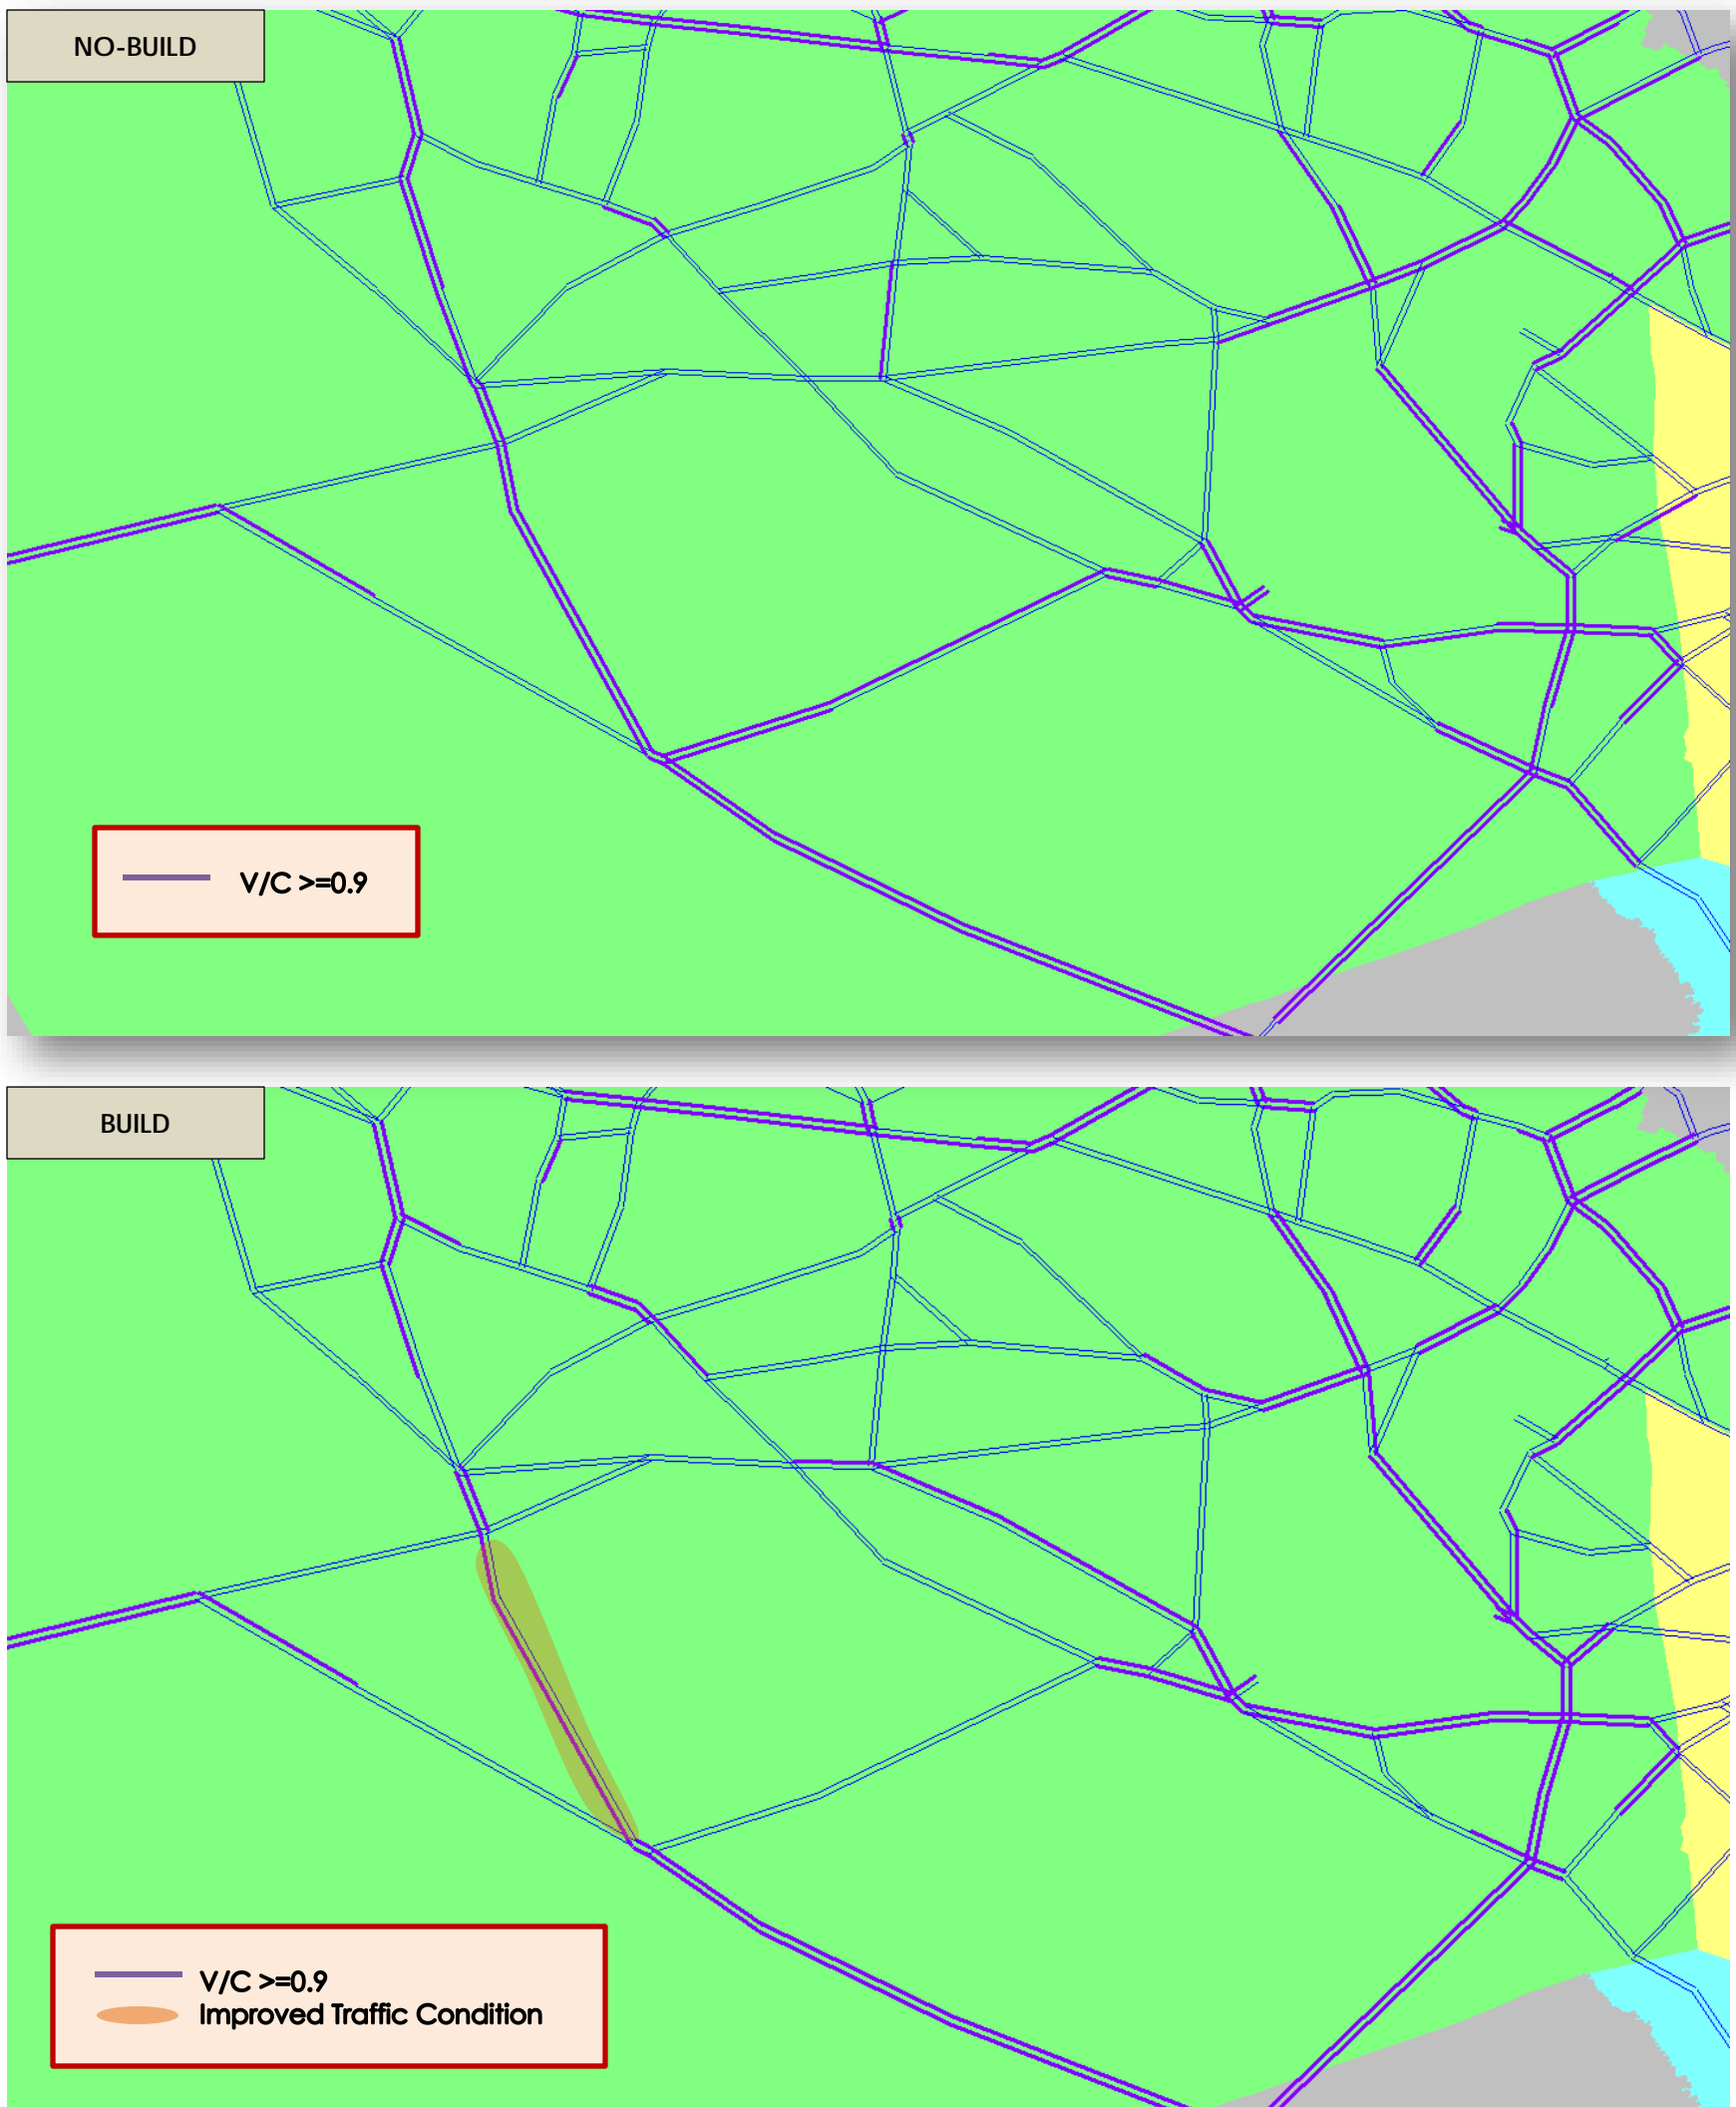 NO-BUILD
V/C >=0.9
BUILD
V/C >=0.9
Improved Traffic Condition